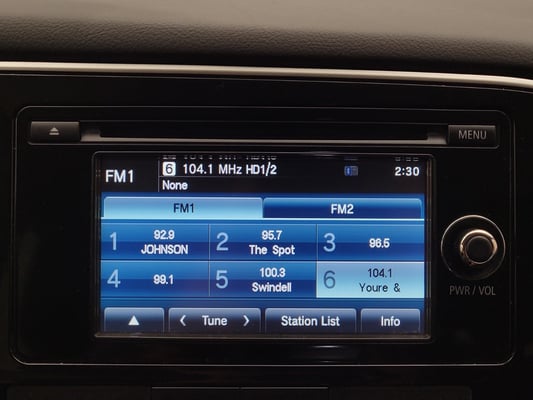 MENU
FM1
6 104.1 MHz HD1/2
2:30
None
FM1 FM2
1 92.9 JOHNSON
2 95.7 The Spot
3 96.5
4 99.1
5 100.3 Swindell
6 104.1 Youre &
Tune
Station List
Info
PWR / VOL